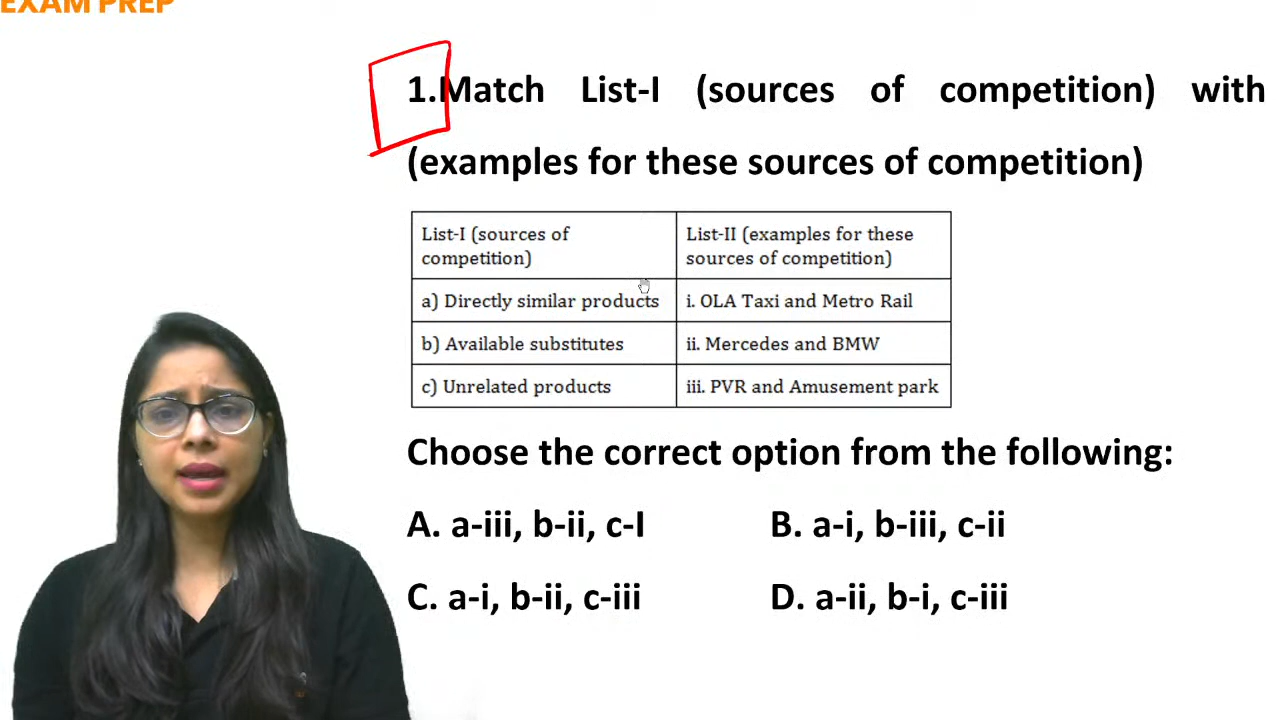 EXAM PREP
1.Match List-I (sources of competition) with
(examples for these sources of competition)
List-I (sources of
competition)
List-II (examples for these
sources of competition)
a) Directly similar products
i. OLA Taxi and Metro Rail
b) Available substitutes
ii. Mercedes and BMW
c) Unrelated products
iii. PVR and Amusement park
Choose the correct option from the following:
A. a-iii, b-ii, c-I
B. a-i, b-iii, c-ii
C. a-i, b-ii, c-iii
D. a-ii, b-i, c-iii